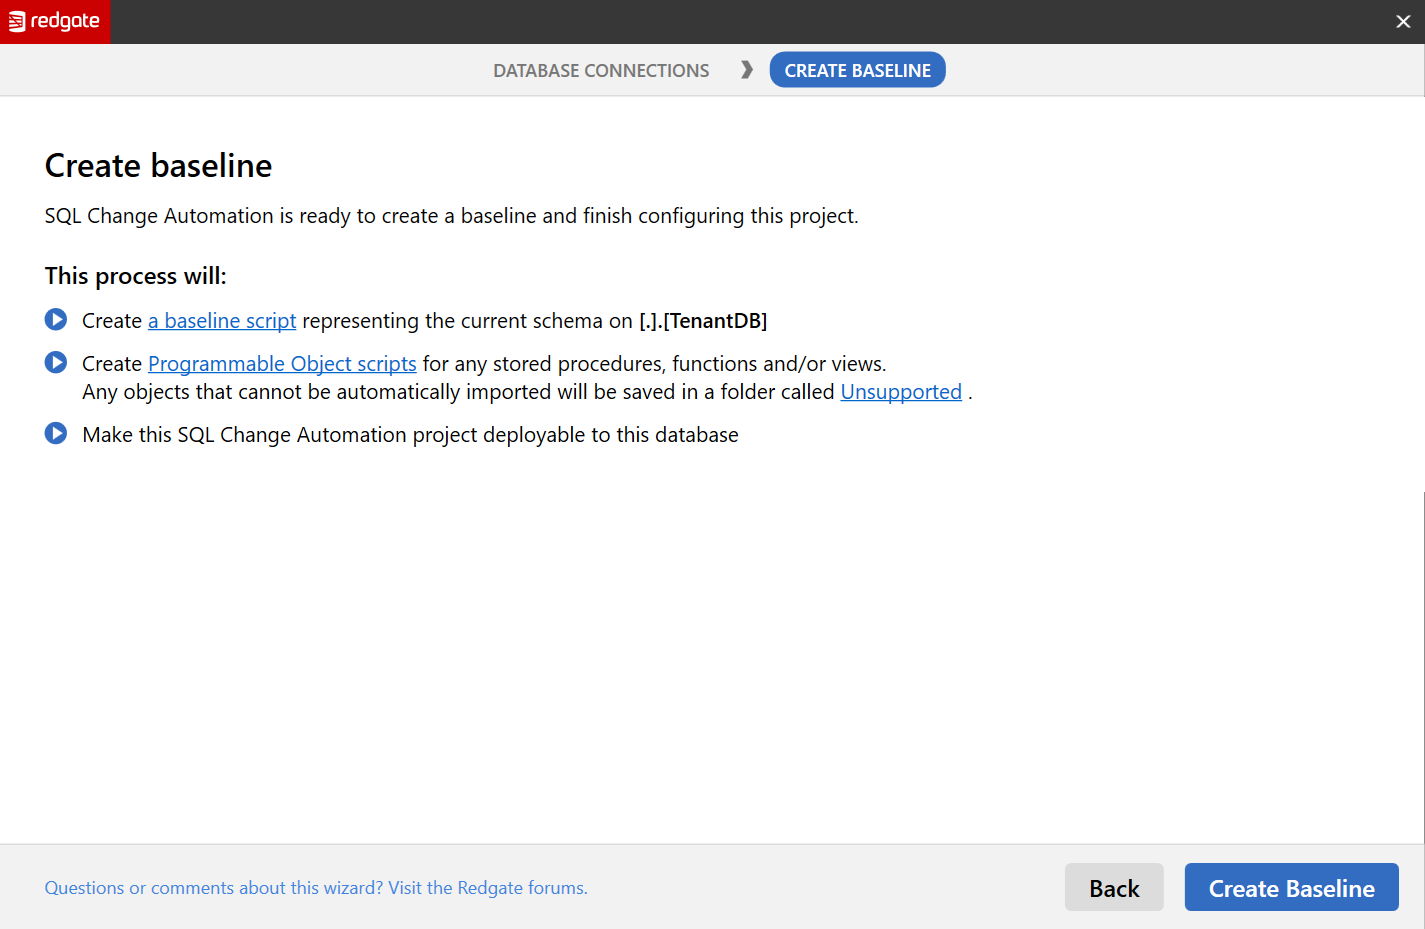 redgate
DATABASE CONNECTIONS
CREATE BASELINE
Create baseline
SQL Change Automation is ready to create a baseline and finish configuring this project.
This process will:
Create a baseline script representing the current schema on [.].[TenantDB]
Create Programmable Object scripts for any stored procedures, functions and/or views.
Any objects that cannot be automatically imported will be saved in a folder called Unsupported .
Make this SQL Change Automation project deployable to this database
Questions or comments about this wizard? Visit the Redgate forums.
Back
Create Baseline